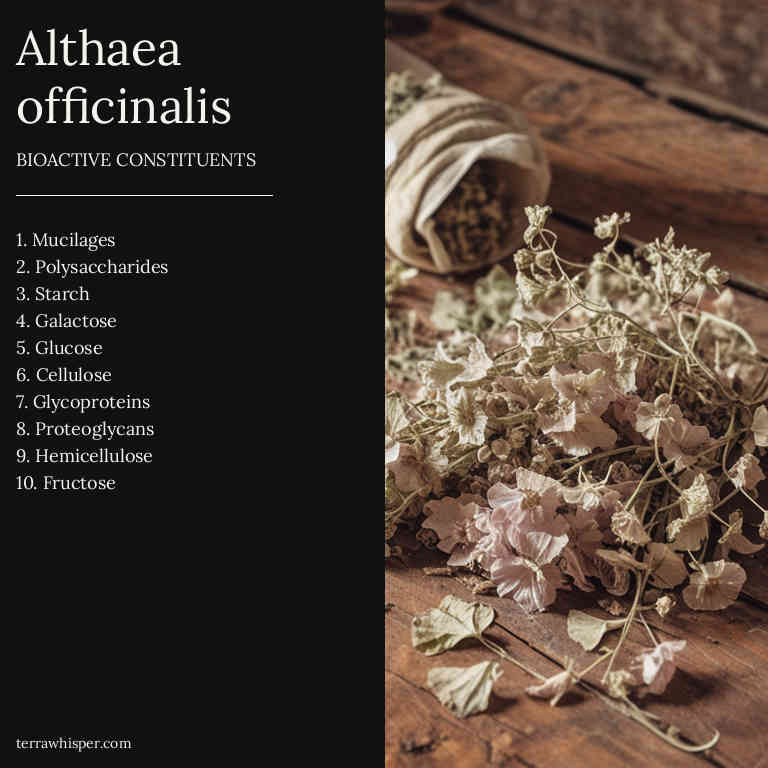 Althaea
officinalis
BIOACTIVE CONSTITUENTS
1. Mucilages
2. Polysaccharides
3. Starch
4. Galactose
5. Glucose
6. Cellulose
7. Glycoproteins
8. Proteoglycans
9. Hemicellulose
10. Fructose
terrawhisper.com